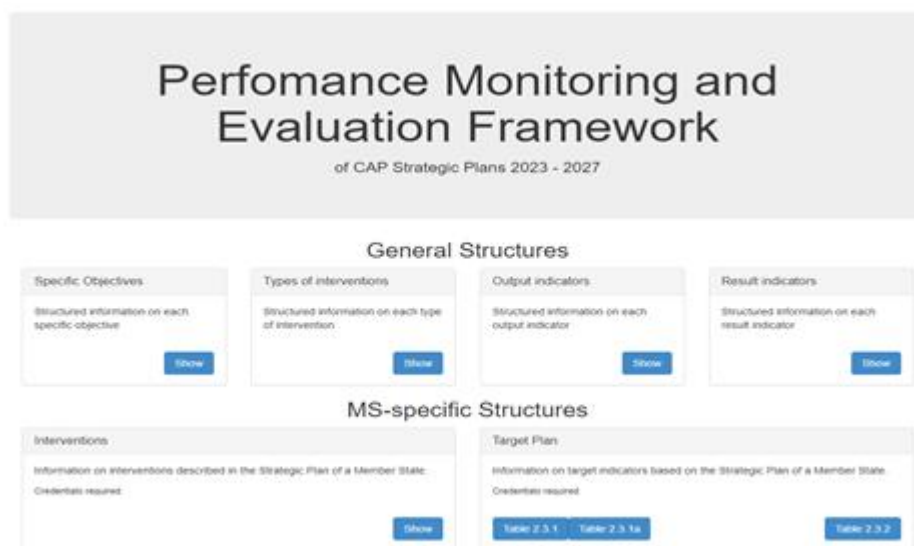 Perfomance Monitoring and
Evaluation Framework
of CAP Strategic Plans 2023 - 2027
General Structures
Specific Objectives
Structured information on each
specific objective
Show
Types of interventions
Structured information on each type
of intervention
Show
Output indicators
Structured information on each
output indicator
Show
Result indicators
Structured information on each
result indicator
Show
MS-specific Structures
Interventions
Information on interventions described in the Strategic Plan of a Member State.
Credentials required
Show
Target Plan
Information on target indicators based on the Strategic Plan of a Member State.
Credentials required
Table 2.3.1 Table 2.3.1a Table 2.3.2